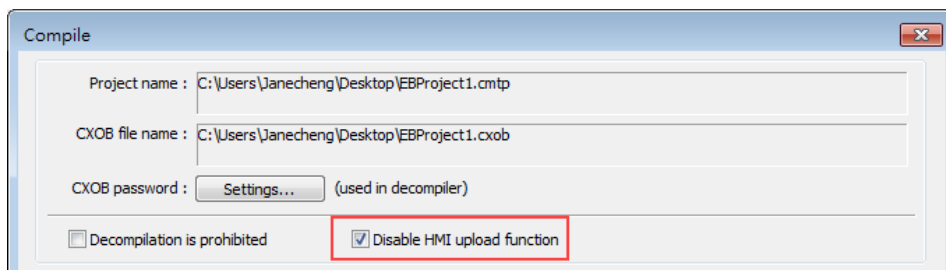 Compile
Project name : C:\Users\Janecheng\Desktop\EBProject1.cmtp
CXOB file name : C:\Users\Janecheng\Desktop\EBProject1.cxob
CXOB password : Settings... (used in decompiler)
Decompilation is prohibited Disable HMI upload function